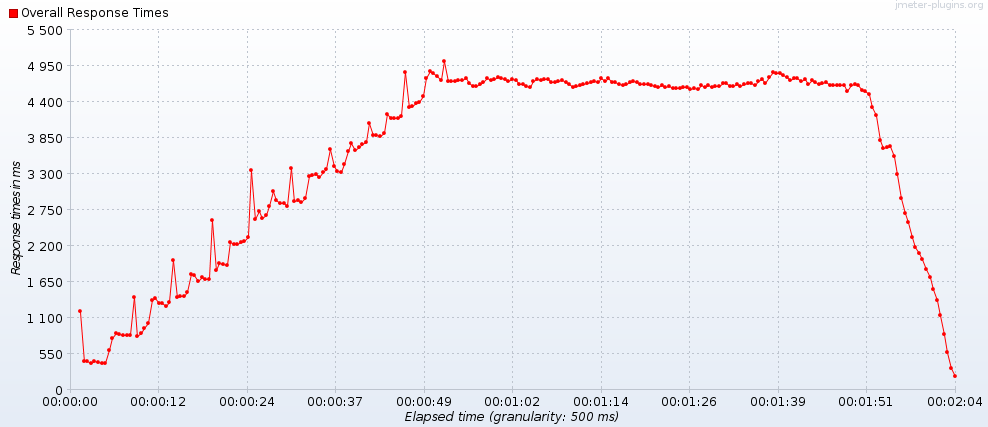 jmeter-plugins.org
Overall Response Times
5 500
4 950
4 400
3 850
3 300
2 750
2 200
1 650
1 100
550
0
Response times in ms
00:00:00 00:00:12 00:00:24 00:00:37 00:00:49 00:01:02 00:01:14 00:01:26 00:01:39 00:01:51 00:02:04
Elapsed time (granularity: 500 ms)